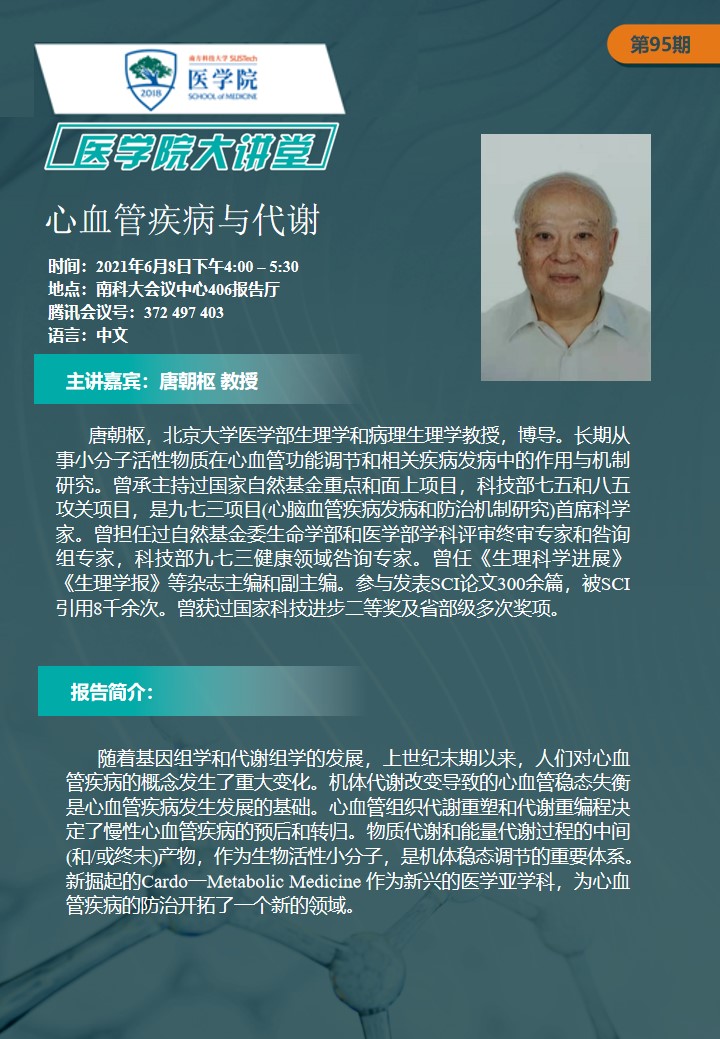 第95期
南方科技大学 SUSTech
医学院
SCHOOL of MEDICINE
2018
医学院大讲堂
心血管疾病与代谢
时间：2021年6月8日下午4:00 – 5:30
地点：南科大会议中心406报告厅
腾讯会议号：372 497 403
语言：中文
主讲嘉宾：唐朝枢 教授
唐朝枢，北京大学医学部生理学和病理生理学教授，博导。长期从
事小分子活性物质在心血管功能调节和相关疾病发病中的作用与机制
研究。曾承主持过国家自然基金重点和面上项目，科技部七五和八五
攻关项目，是九七三项目(心脑血管疾病发病和防治机制研究)首席科学
家。曾担任过自然基金委生命学部和医学部学科评审终审专家和咨询
组专家，科技部九七三健康领域咨询专家。曾任《生理科学进展》
《生理学报》等杂志主编和副主编。参与发表SCI论文300余篇，被SCI
引用8千余次。曾获过国家科技进步二等奖及省部级多次奖项。
报告简介：
随着基因组学和代谢组学的发展，上世纪末期以来，人们对心血
管疾病的概念发生了重大变化。机体代谢改变导致的心血管稳态失衡
是心血管疾病发生发展的基础。心血管组织代謝重塑和代谢重编程决
定了慢性心血管疾病的预后和转归。物质代谢和能量代谢过程的中间
(和/或终末)产物，作为生物活性小分子，是机体稳态调节的重要体系。
新掘起的Cardo—Metabolic Medicine 作为新兴的医学亚学科，为心血
管疾病的防治开拓了一个新的领域。